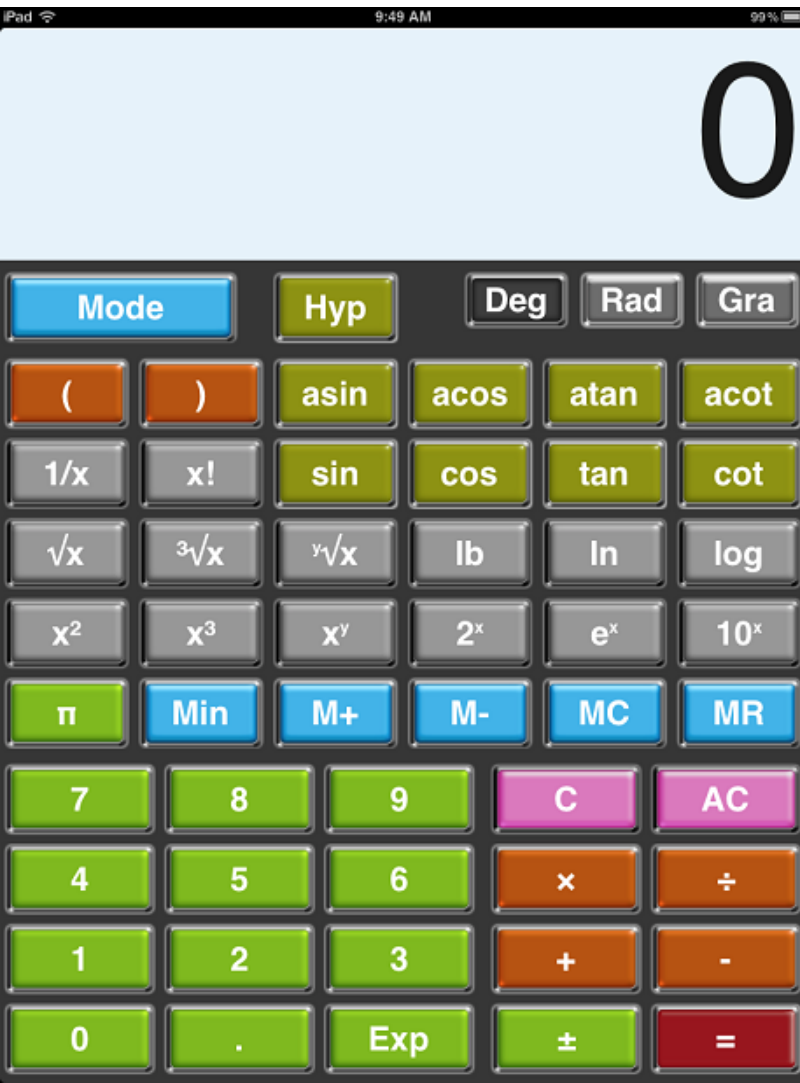 iPad 9:49 AM 99%
0
Mode Hyp Deg Rad Gra
( ) asin acos atan acot
1/x x! sin cos tan cot
√x ³√x ʸ√x lb ln log
x² x³ xʸ 2ˣ eˣ 10ˣ
π Min M+ M- MC MR
7 8 9 C AC
4 5 6 × ÷
1 2 3 + -
0 . Exp ± =